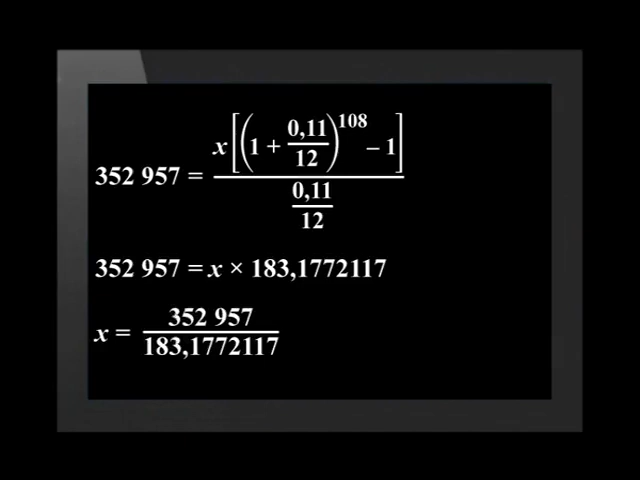 352 957 = x[(1 + 0,11/12)^108 – 1] / (0,11/12)
352 957 = x × 183,1772117
x = 352 957 / 183,1772117